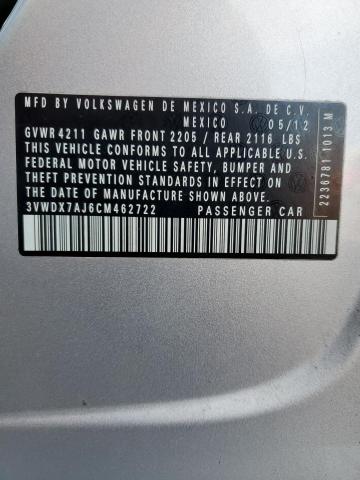 MFD BY VOLKSWAGEN DE MEXICO S.A. DE C.V.
MEXICO 05/12
GVWR 4211 GAWR FRONT 2205 / REAR 2116 LBS
THIS VEHICLE CONFORMS TO ALL APPLICABLE U.S.
FEDERAL MOTOR VEHICLE SAFETY, BUMPER AND
THEFT PREVENTION STANDARDS IN EFFECT ON
THE DATE OF MANUFACTURE SHOWN ABOVE.
3VWDX7AJ6CM462722 PASSENGER CAR
2236781 1013 M